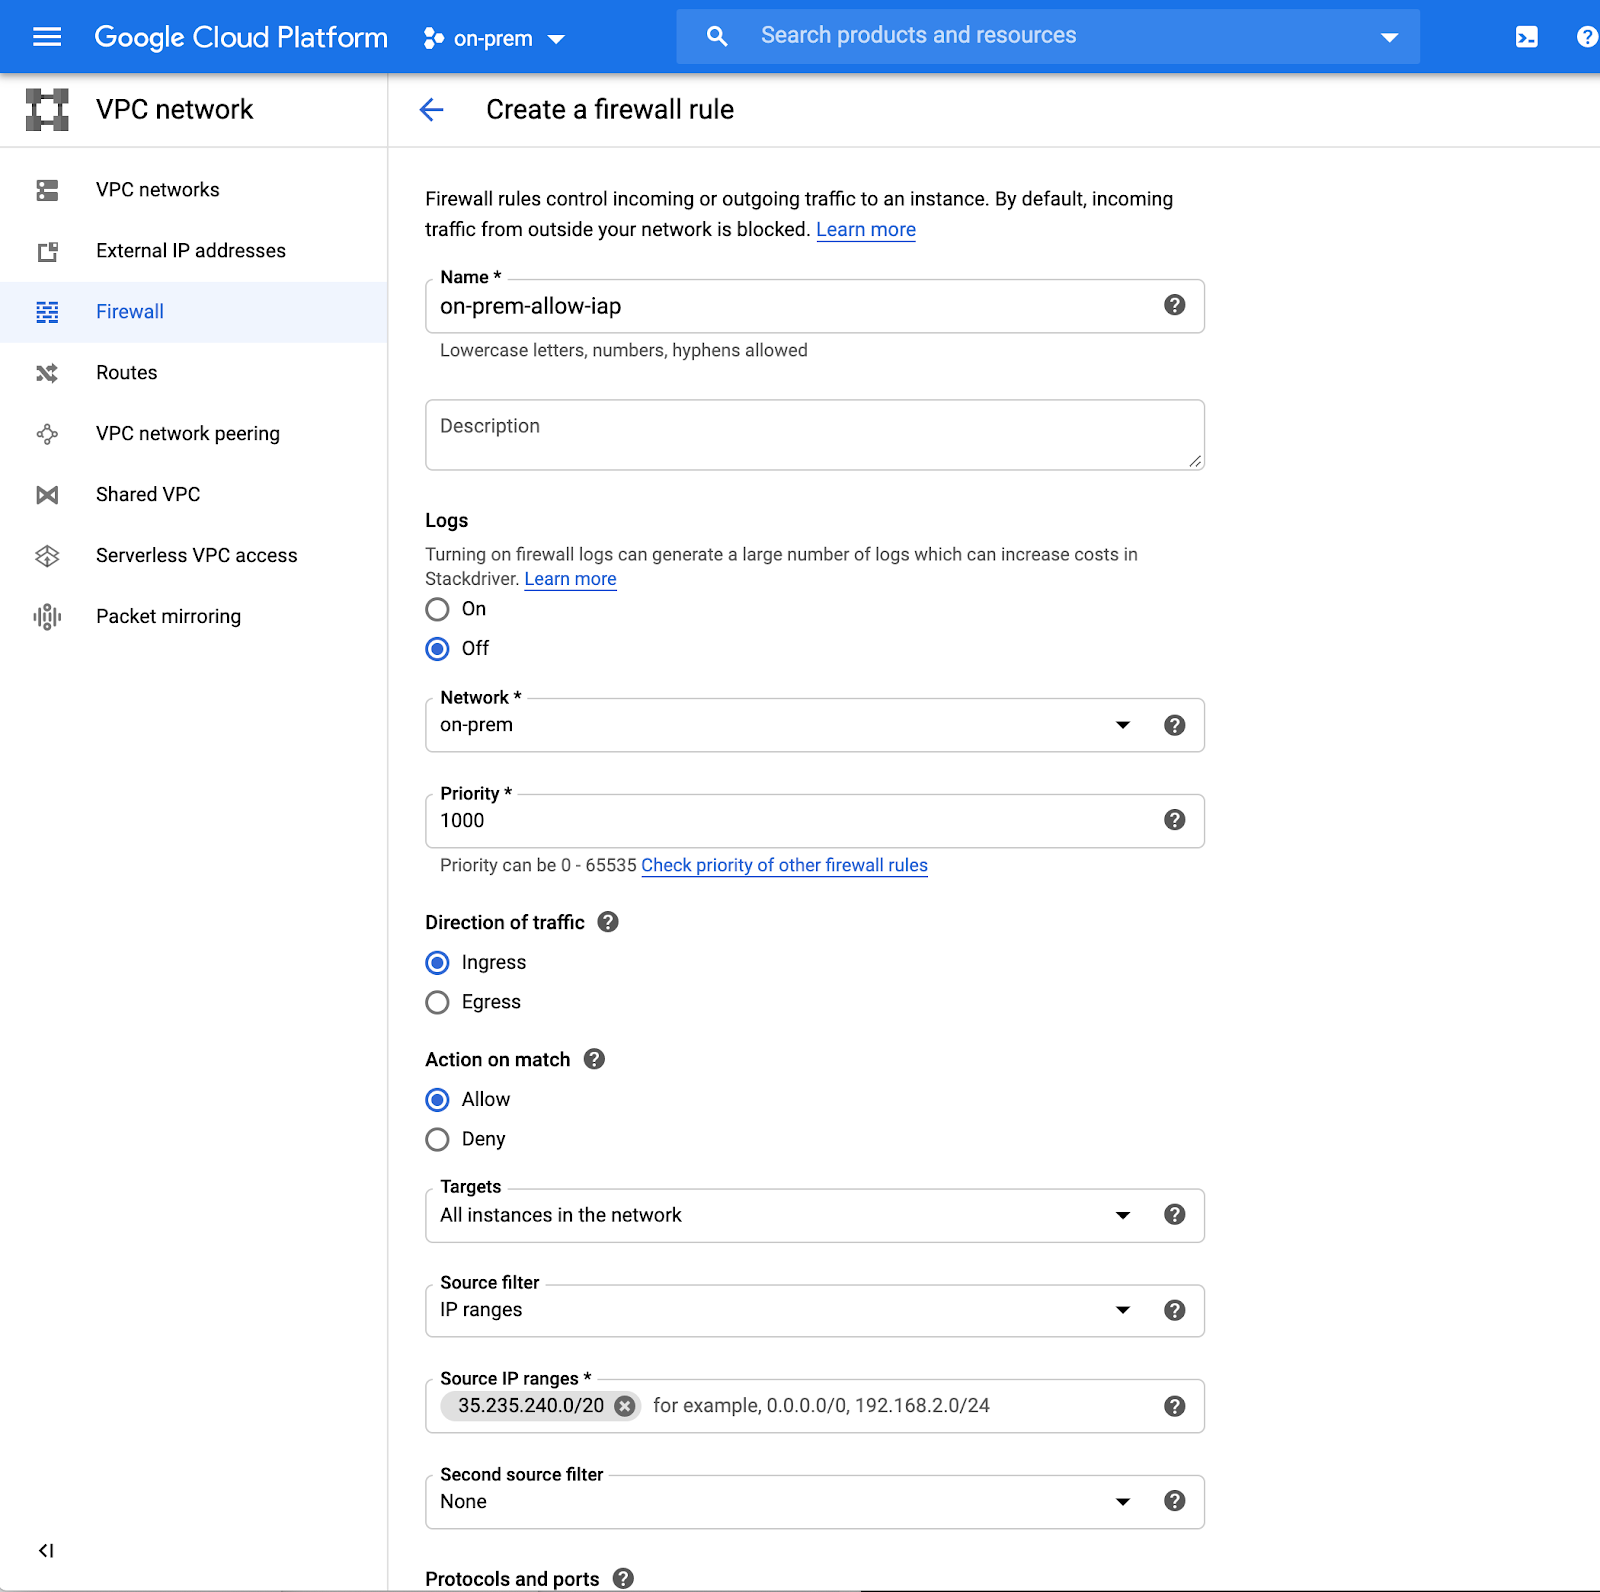 Google Cloud Platform
on-prem
Search products and resources
VPC network
Create a firewall rule
VPC networks
External IP addresses
Firewall
Routes
VPC network peering
Shared VPC
Serverless VPC access
Packet mirroring
Firewall rules control incoming or outgoing traffic to an instance. By default, incoming
traffic from outside your network is blocked. Learn more
Name *
on-prem-allow-iap
Lowercase letters, numbers, hyphens allowed
Description
Logs
Turning on firewall logs can generate a large number of logs which can increase costs in
Stackdriver. Learn more
On
Off
Network *
on-prem
Priority *
1000
Priority can be 0 - 65535 Check priority of other firewall rules
Direction of traffic
Ingress
Egress
Action on match
Allow
Deny
Targets
All instances in the network
Source filter
IP ranges
Source IP ranges *
35.235.240.0/20 for example, 0.0.0.0/0, 192.168.2.0/24
Second source filter
None
Protocols and ports